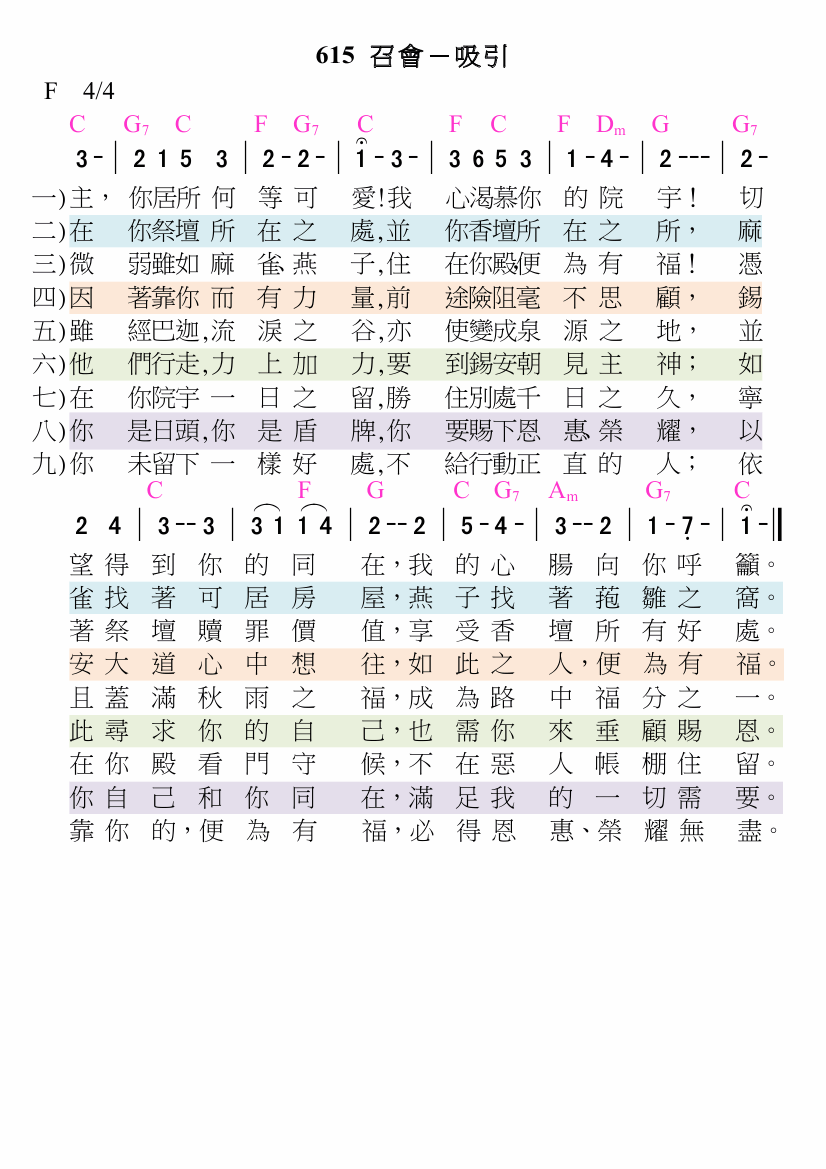 615 召會－吸引
F 4/4
C G7 C F G7 C F C F Dm G G7
3 - | 2 1 5 3 | 2 - 2 - | 1 - 3 - | 3 6 5 3 | 1 - 4 - | 2 --- | 2 -
一)主，你居所何等可愛!我心渴慕你的院宇！切
二)在你祭壇所在之處,並你香壇所在之所，麻
三)微弱雖如麻雀、燕子,住在你殿,便為有福！憑
四)因著靠你而有力量,前途險阻毫不思顧，錫
五)雖經巴迦,流淚之谷,亦使變成泉源之地，並
六)他們行走,力上加力,要到錫安朝見主神；如
七)在你院宇一日之留,勝住別處千日之久，寧
八)你是日頭,你是盾牌,你要賜下恩惠、榮耀，以
九)你未留下一樣好處,不給行動正直的人；依
C F G C G7 Am G7 C
2 4 | 3 -- 3 | 3 1 1 4 | 2 -- 2 | 5 - 4 - | 3 -- 2 | 1 - 7 - | 1 - ||
望得到你的同在，我的心腸向你呼籲。
雀找著可居房屋，燕子找著菢雛之窩。
著祭壇贖罪價值，享受香壇所有好處。
安大道心中想往，如此之人，便為有福。
且蓋滿秋雨之福，成為路中福分之一。
此尋求你的自己，也需你來垂顧賜恩。
在你殿看門守候，不在惡人帳棚住留。
你自己和你同在，滿足我的一切需要。
靠你的，便為有福，必得恩惠、榮耀無盡。